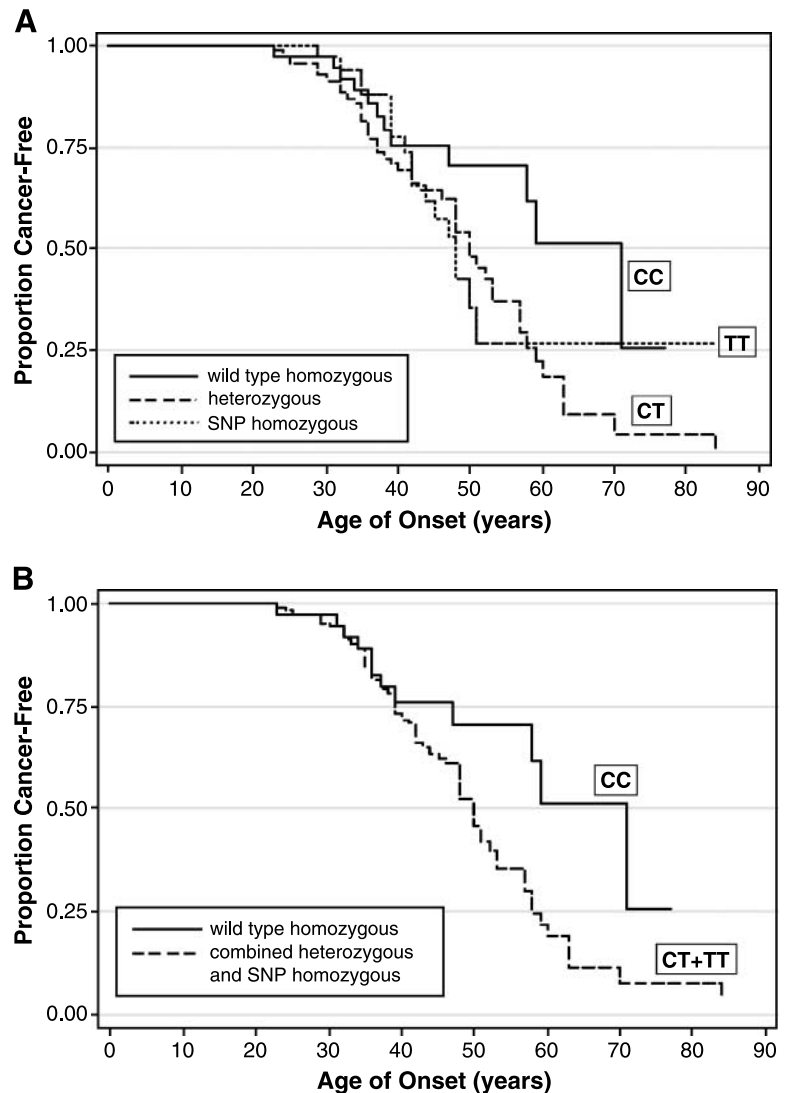 A
Proportion Cancer-Free
1.00
0.75
0.50
0.25
0.00
CC
TT
CT
wild type homozygous
heterozygous
SNP homozygous
0 10 20 30 40 50 60 70 80 90
Age of Onset (years)
B
Proportion Cancer-Free
1.00
0.75
0.50
0.25
0.00
CC
CT+TT
wild type homozygous
combined heterozygous
and SNP homozygous
0 10 20 30 40 50 60 70 80 90
Age of Onset (years)